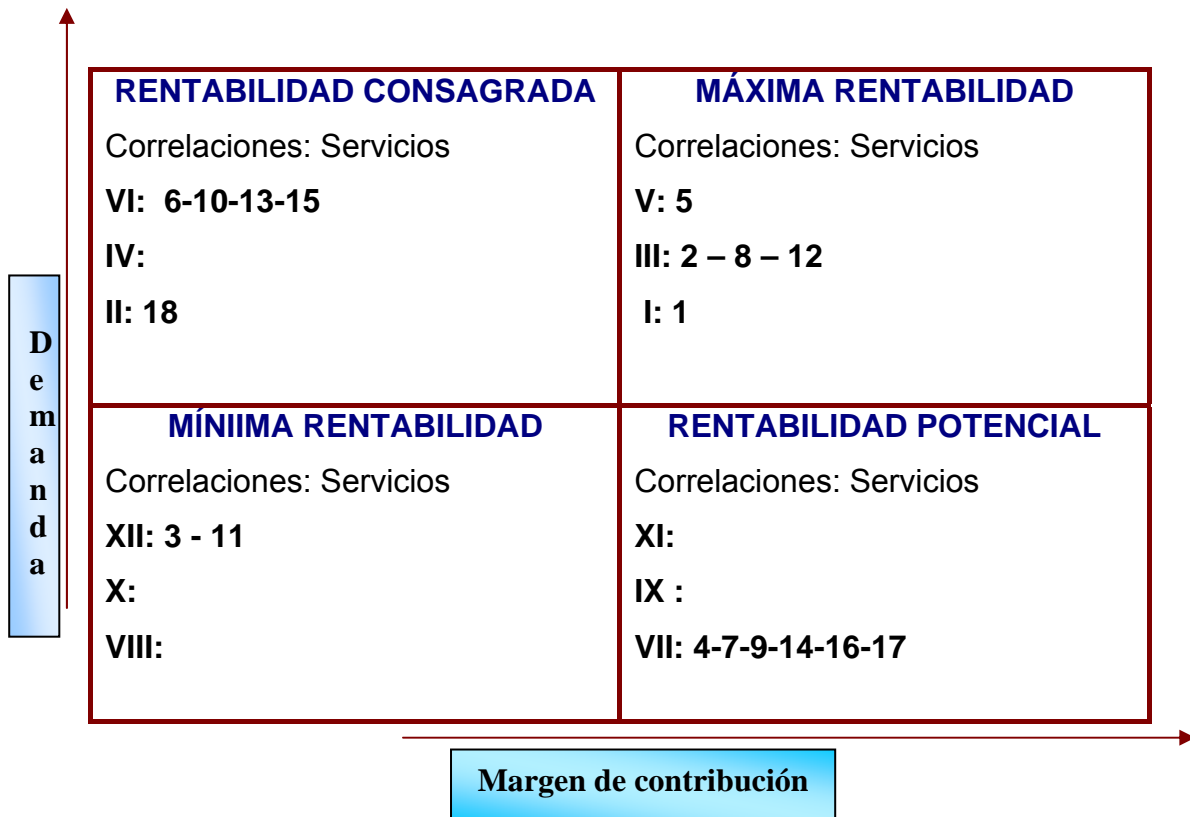 RENTABILIDAD CONSAGRADA
Correlaciones: Servicios
VI: 6-10-13-15
IV:
II: 18
MÁXIMA RENTABILIDAD
Correlaciones: Servicios
V: 5
III: 2 – 8 – 12
I: 1
Demanda
MÍNIIMA RENTABILIDAD
Correlaciones: Servicios
XII: 3 - 11
X:
VIII:
RENTABILIDAD POTENCIAL
Correlaciones: Servicios
XI:
IX :
VII: 4-7-9-14-16-17
Margen de contribución